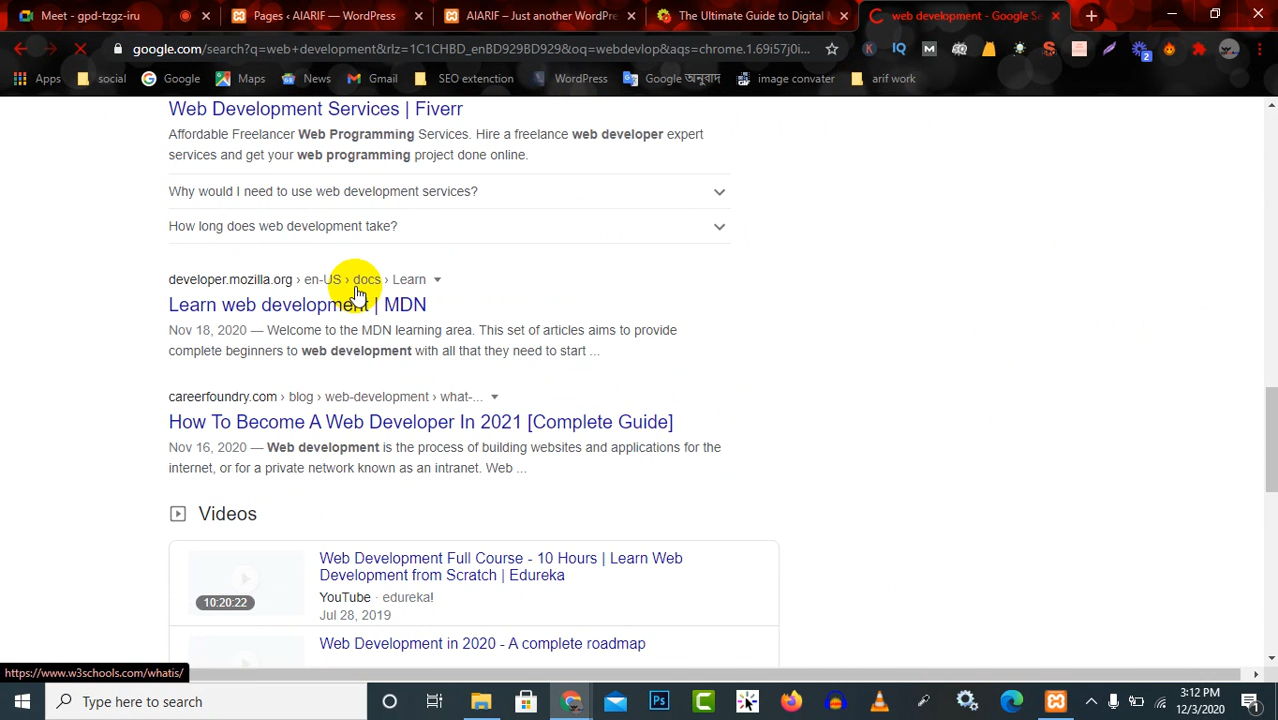 Meet - gpd-tzgz-iru
Pages ‹ AIARIF — WordPress
AIARIF – Just another WordPre
The Ultimate Guide to Digital M
web development - Google Se
google.com/search?q=web+development&rlz=1C1CHBD_enBD929BD929&oq=webdevlop&aqs=chrome.1.69i57j0i...
Apps
social
Google
Maps
News
Gmail
SEO extenction
WordPress
Google অনুবাদ
image convater
arif work
Web Development Services | Fiverr
Affordable Freelancer Web Programming Services. Hire a freelance web developer expert
services and get your web programming project done online.
Why would I need to use web development services?
How long does web development take?
developer.mozilla.org › en-US › docs › Learn
Learn web development | MDN
Nov 18, 2020 — Welcome to the MDN learning area. This set of articles aims to provide
complete beginners to web development with all that they need to start ...
careerfoundry.com › blog › web-development › what-...
How To Become A Web Developer In 2021 [Complete Guide]
Nov 16, 2020 — Web development is the process of building websites and applications for the
internet, or for a private network known as an intranet. Web ...
Videos
10:20:22
Web Development Full Course - 10 Hours | Learn Web
Development from Scratch | Edureka
YouTube · edureka!
Jul 28, 2019
Web Development in 2020 - A complete roadmap
https://www.w3schools.com/whatis/
Type here to search
Ps
3:12 PM
12/3/2020